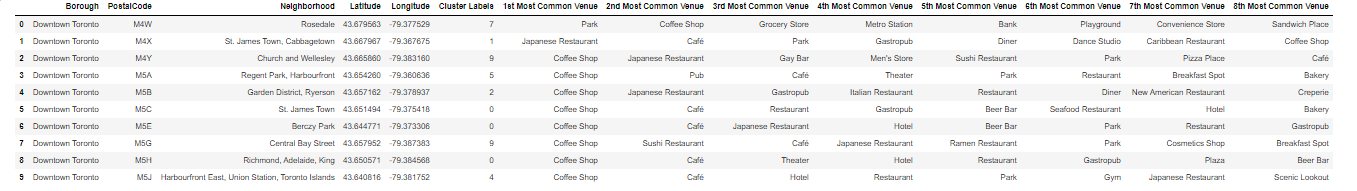 Borough PostalCode Neighborhood Latitude Longitude Cluster Labels 1st Most Common Venue 2nd Most Common Venue 3rd Most Common Venue 4th Most Common Venue 5th Most Common Venue 6th Most Common Venue 7th Most Common Venue 8th Most Common Venue
0 Downtown Toronto M4W Rosedale 43.679563 -79.377529 7 Park Coffee Shop Grocery Store Metro Station Bank Playground Convenience Store Sandwich Place
1 Downtown Toronto M4X St. James Town, Cabbagetown 43.667967 -79.367675 1 Japanese Restaurant Café Park Gastropub Diner Dance Studio Caribbean Restaurant Coffee Shop
2 Downtown Toronto M4Y Church and Wellesley 43.665860 -79.383160 9 Coffee Shop Japanese Restaurant Gay Bar Men's Store Sushi Restaurant Park Pizza Place Café
3 Downtown Toronto M5A Regent Park, Harbourfront 43.654260 -79.360636 5 Coffee Shop Pub Café Theater Park Restaurant Breakfast Spot Bakery
4 Downtown Toronto M5B Garden District, Ryerson 43.657162 -79.378937 2 Coffee Shop Japanese Restaurant Gastropub Italian Restaurant Restaurant Diner New American Restaurant Creperie
5 Downtown Toronto M5C St. James Town 43.651494 -79.375418 0 Coffee Shop Café Restaurant Gastropub Beer Bar Seafood Restaurant Hotel Bakery
6 Downtown Toronto M5E Berczy Park 43.644771 -79.373306 0 Coffee Shop Café Japanese Restaurant Hotel Beer Bar Park Restaurant Gastropub
7 Downtown Toronto M5G Central Bay Street 43.657952 -79.387383 9 Coffee Shop Sushi Restaurant Café Japanese Restaurant Ramen Restaurant Park Cosmetics Shop Breakfast Spot
8 Downtown Toronto M5H Richmond, Adelaide, King 43.650571 -79.384568 0 Coffee Shop Café Theater Hotel Restaurant Gastropub Plaza Beer Bar
9 Downtown Toronto M5J Harbourfront East, Union Station, Toronto Islands 43.640816 -79.381752 4 Coffee Shop Café Hotel Restaurant Park Gym Japanese Restaurant Scenic Lookout